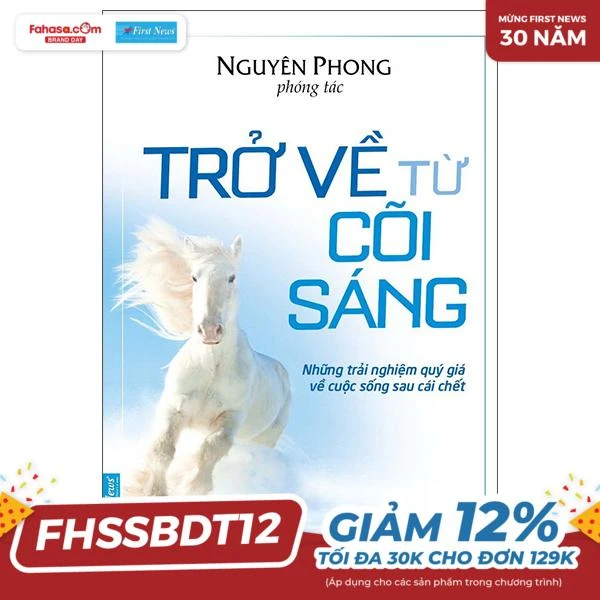 Fahasa.com
BRAND DAY
First News
MỪNG FIRST NEWS
30 NĂM
NGUYÊN PHONG
phóng tác
TRỞ VỀ TỪ
CÕI
SÁNG
Những trải nghiệm quý giá
về cuộc sống sau cái chết
ews
FHSSBDT12
GIẢM 12%
TỐI ĐA 30K CHO ĐƠN 129K
(Áp dụng cho các sản phẩm trong chương trình)